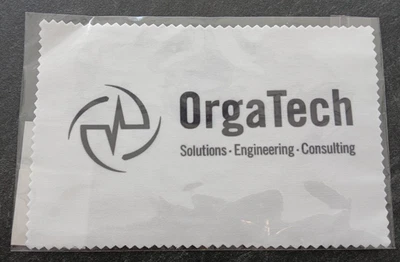 OrgaTech
Solutions · Engineering · Consulting